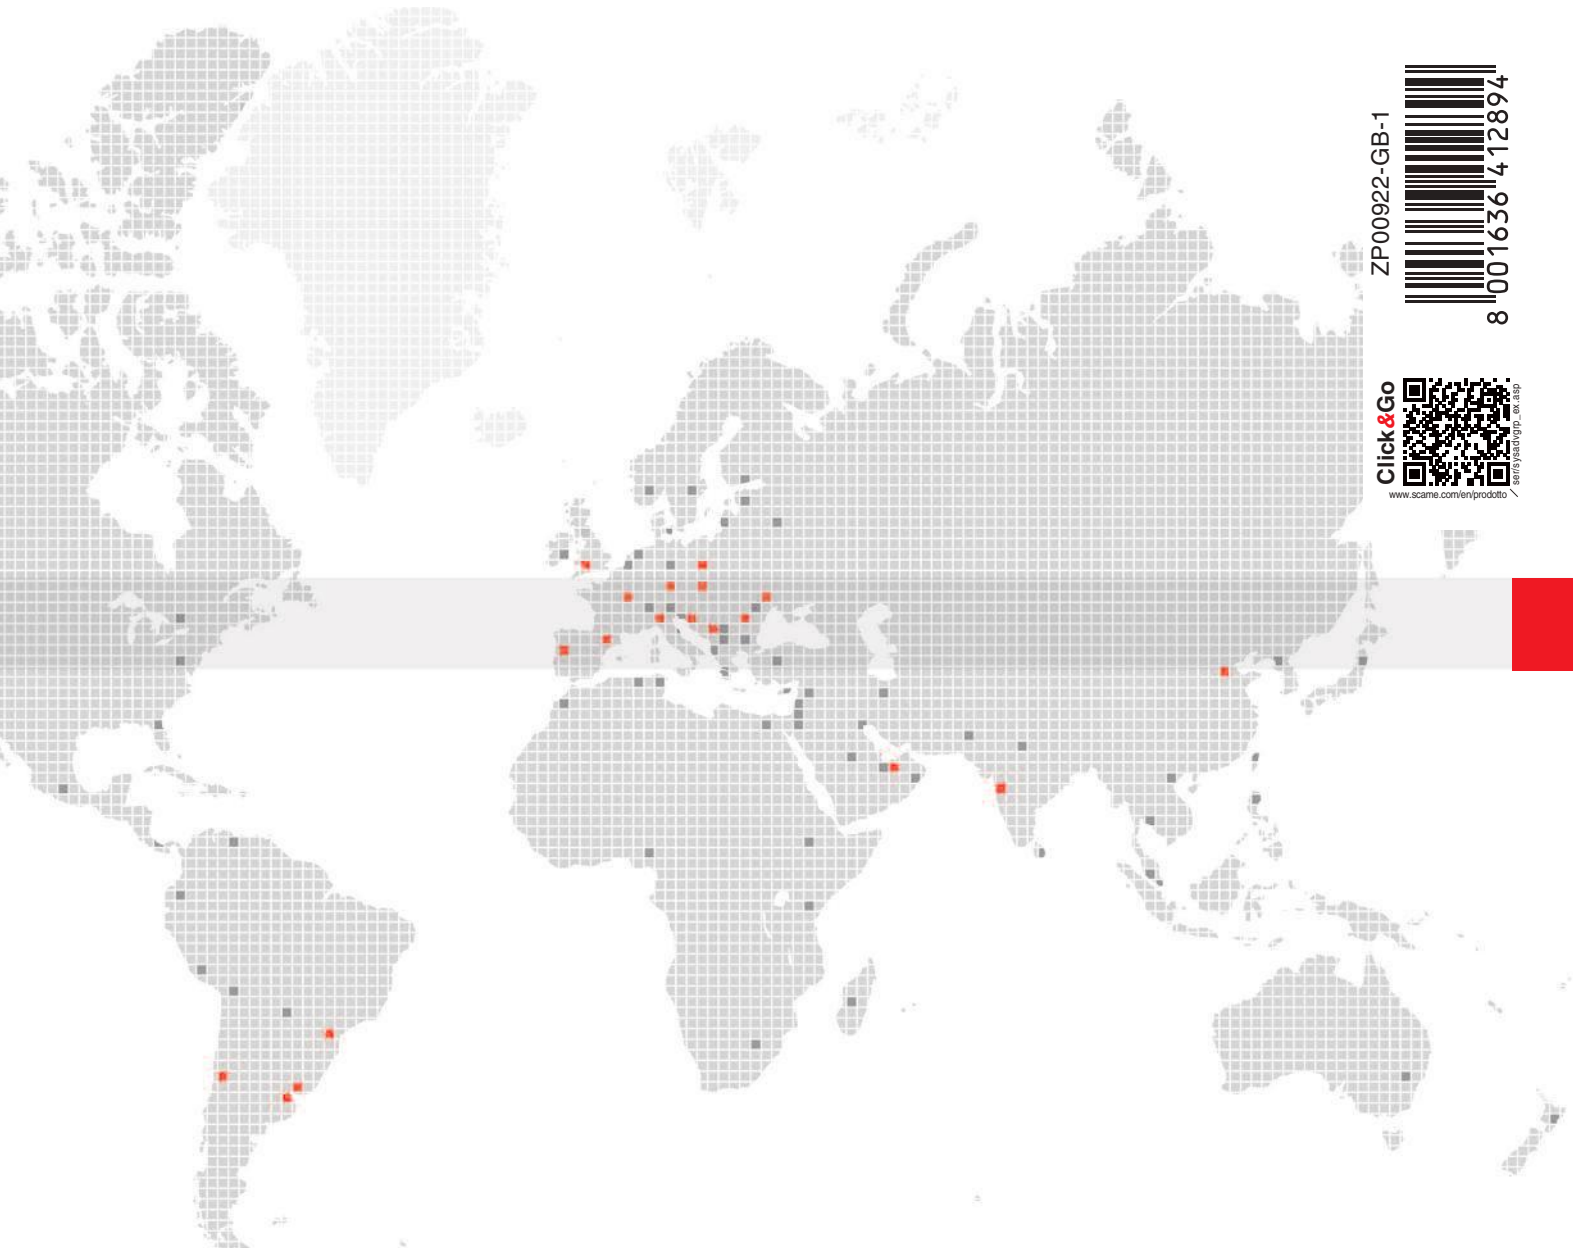 ZP00922-GB-1
8 001636 412894
Click&Go
www.scame.com/en/prodotto /
ser/sysadvgrp_ex.asp